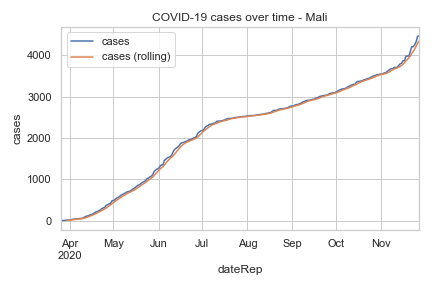 COVID-19 cases over time - Mali
cases
cases (rolling)
cases
4000
3000
2000
1000
0
Apr
2020
May
Jun
Jul
Aug
Sep
Oct
Nov
dateRep